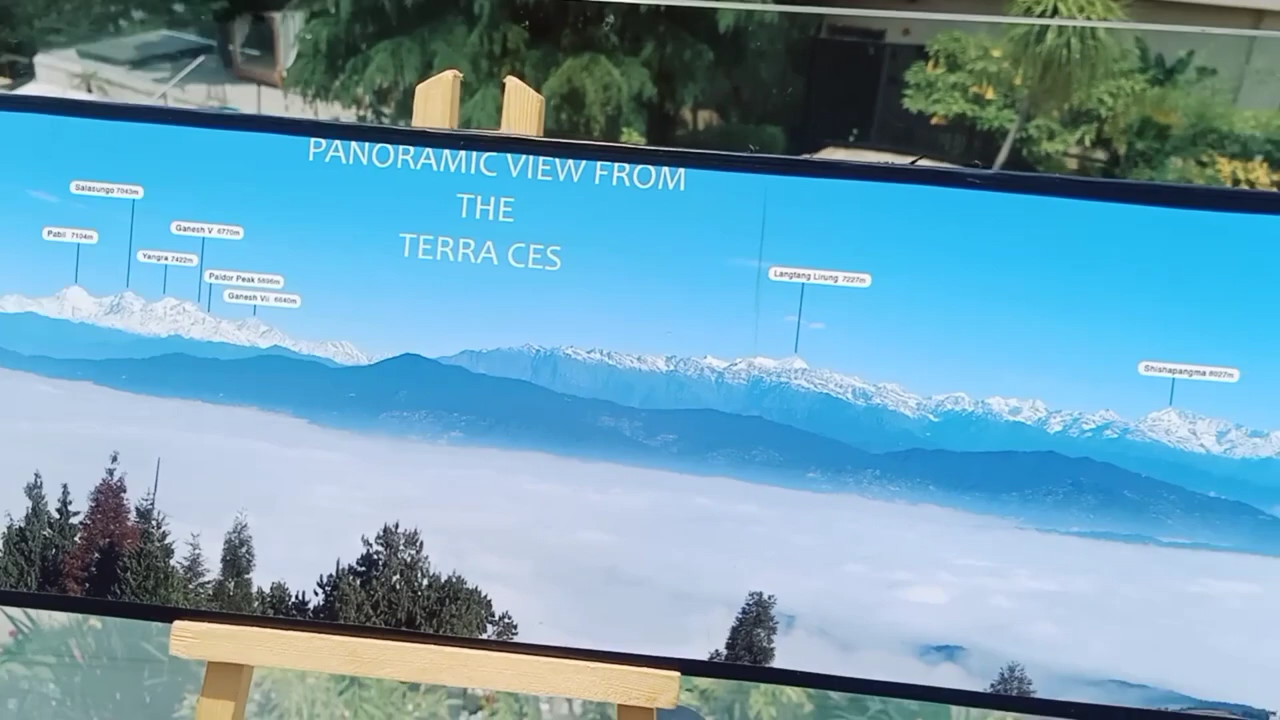 PANORAMIC VIEW FROM
THE
TERRA CES
Salasungo 7043m
Pabil 7104m
Ganesh V 6770m
Yangra 7422m
Paldor Peak 5896m
Ganesh Vii 6640m
Langtang Lirung 7227m
Shishapangma 8027m